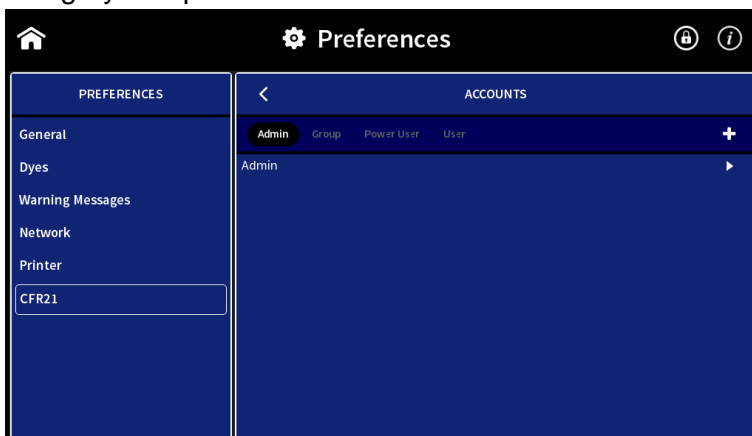 Preferences
PREFERENCES
ACCOUNTS
General
Admin Group Power User User
Dyes
Admin
Warning Messages
Network
Printer
CFR21